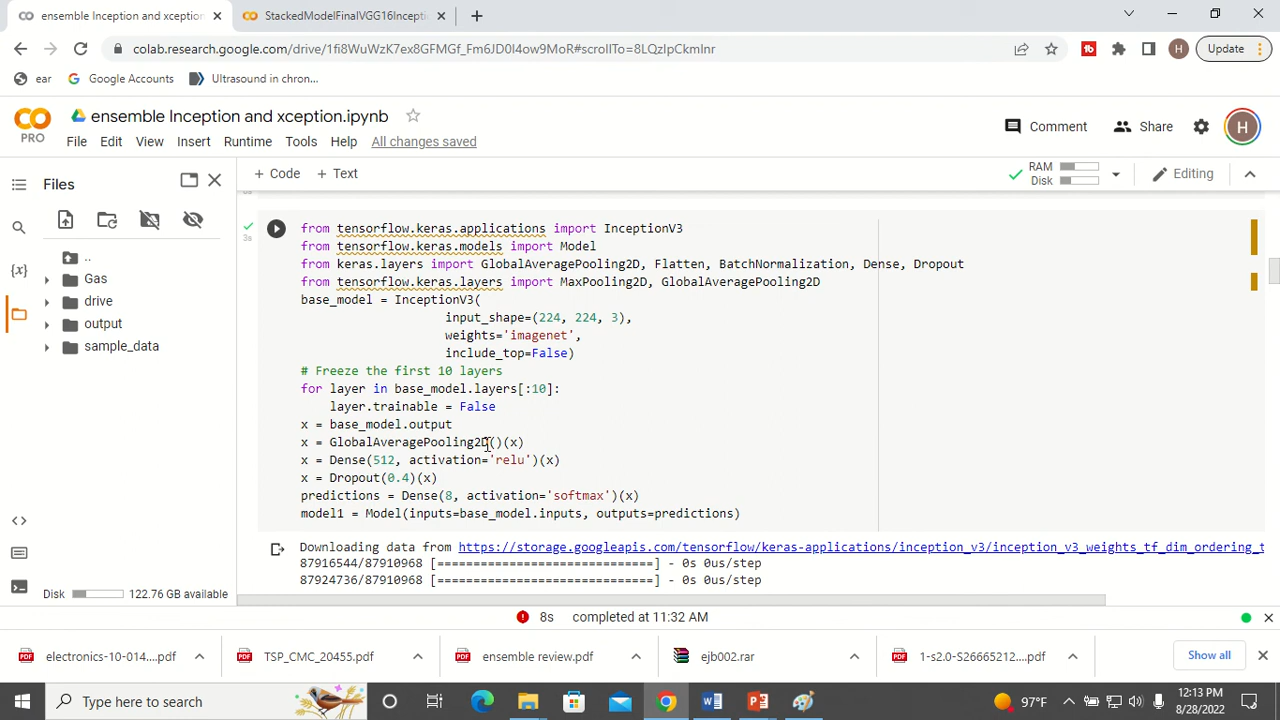 ensemble Inception and xception
StackedModelFinalVGG16Incepti
colab.research.google.com/drive/1fi8WuWzK7ex8GFMGf_Fm6JD0l4ow9MoR#scrollTo=8LQzlpCkmInr
H
Update
ear
Google Accounts
Ultrasound in chron...
PRO
ensemble Inception and xception.ipynb
Comment
Share
H
File
Edit
View
Insert
Runtime
Tools
Help
All changes saved
Files
+ Code
+ Text
RAM
Disk
Editing
..
Gas
drive
output
sample_data
{x}
3s
from tensorflow.keras.applications import InceptionV3
from tensorflow.keras.models import Model
from keras.layers import GlobalAveragePooling2D, Flatten, BatchNormalization, Dense, Dropout
from tensorflow.keras.layers import MaxPooling2D, GlobalAveragePooling2D
base_model = InceptionV3(
input_shape=(224, 224, 3),
weights='imagenet',
include_top=False)
# Freeze the first 10 layers
for layer in base_model.layers[:10]:
layer.trainable = False
x = base_model.output
x = GlobalAveragePooling2D()(x)
x = Dense(512, activation='relu')(x)
x = Dropout(0.4)(x)
predictions = Dense(8, activation='softmax')(x)
model1 = Model(inputs=base_model.inputs, outputs=predictions)
Downloading data from https://storage.googleapis.com/tensorflow/keras-applications/inception_v3/inception_v3_weights_tf_dim_ordering_t
87916544/87910968 [==============================] - 0s 0us/step
87924736/87910968 [==============================] - 0s 0us/step
Disk
122.76 GB available
8s
completed at 11:32 AM
electronics-10-014....pdf
TSP_CMC_20455.pdf
ensemble review.pdf
ejb002.rar
1-s2.0-S26665212....pdf
Show all
Type here to search
97°F
12:13 PM
8/28/2022